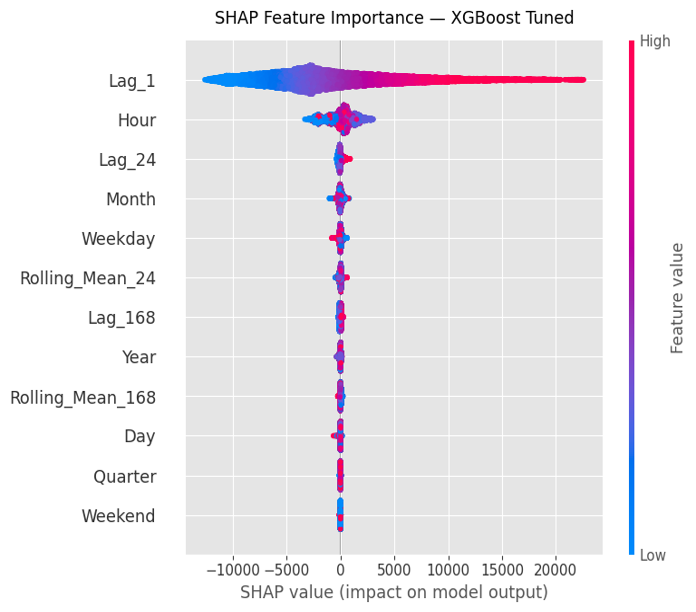 SHAP Feature Importance — XGBoost Tuned
High
Lag_1
Hour
Lag_24
Month
Weekday
Rolling_Mean_24
Lag_168
Year
Rolling_Mean_168
Day
Quarter
Weekend
Feature value
Low
−10000 −5000 0 5000 10000 15000 20000
SHAP value (impact on model output)